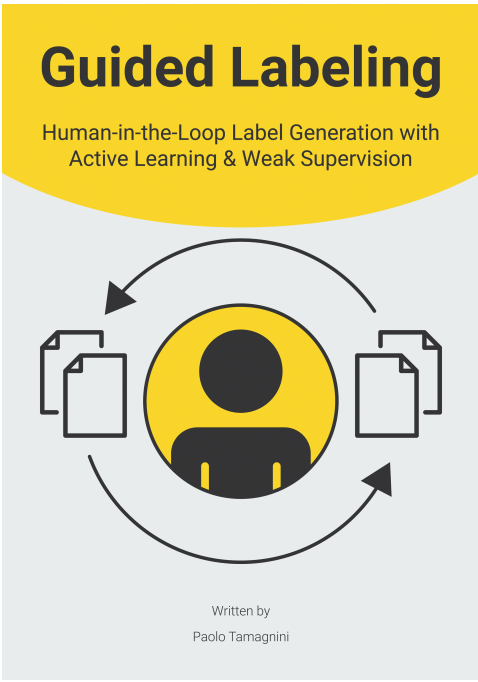 Guided Labeling
Human-in-the-Loop Label Generation with
Active Learning & Weak Supervision
Written by
Paolo Tamagnini